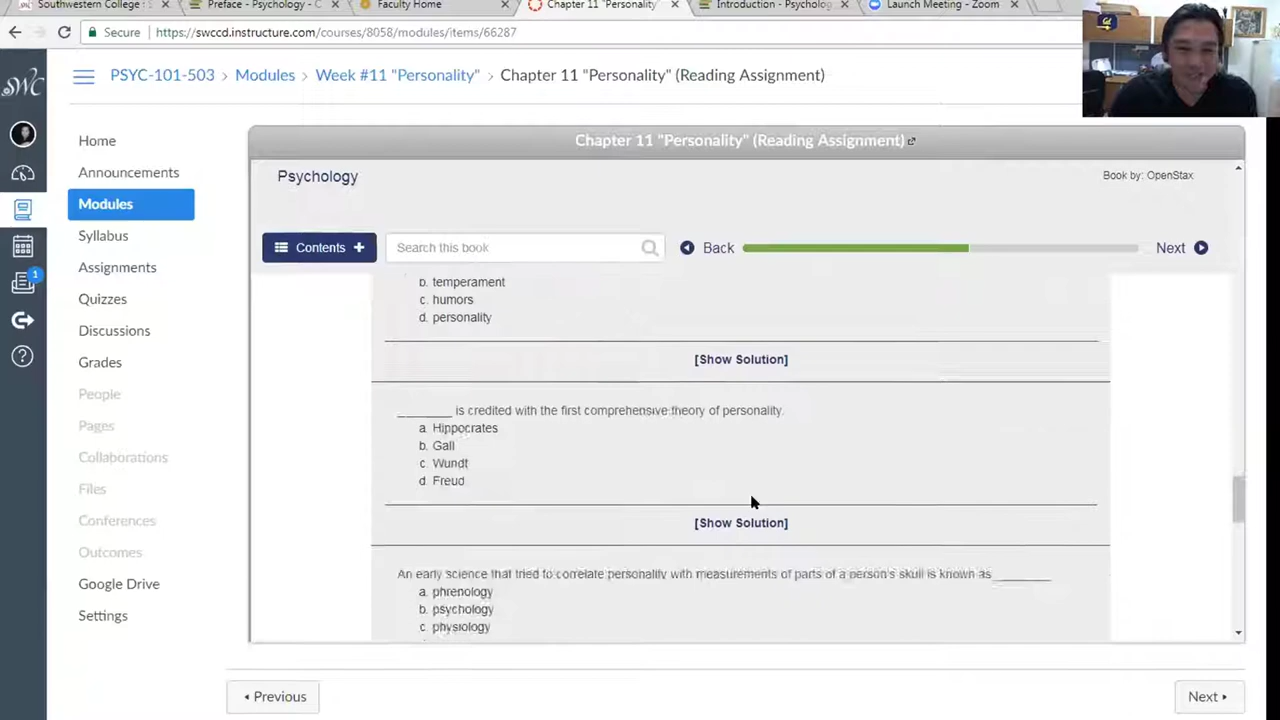 Southwestern College :
Preface - Psychology - C
Faculty Home
Chapter 11 "Personality"
Introduction - Psycholog
Launch Meeting - Zoom
Secure https://swccd.instructure.com/courses/8058/modules/items/66287
SWC
PSYC-101-503 › Modules › Week #11 "Personality" › Chapter 11 "Personality" (Reading Assignment)
Home
Announcements
Modules
Syllabus
Assignments
Quizzes
Discussions
Grades
People
Pages
Collaborations
Files
Conferences
Outcomes
Google Drive
Settings
1
Chapter 11 "Personality" (Reading Assignment)
Psychology
Book by: OpenStax
Contents +
Search this book
Back
Next
b. temperament
c. humors
d. personality
[Show Solution]
________ is credited with the first comprehensive theory of personality.
a. Hippocrates
b. Gall
c. Wundt
d. Freud
[Show Solution]
An early science that tried to correlate personality with measurements of parts of a person's skull is known as ________
a. phrenology
b. psychology
c. physiology
Previous
Next